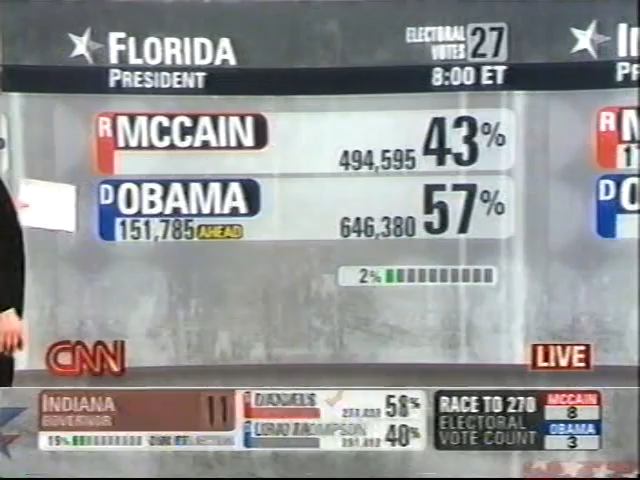 FLORIDA
PRESIDENT
ELECTORAL
VOTES 27
8:00 ET
R MCCAIN
494,595 43%
D OBAMA
151,785 AHEAD
646,380 57%
2%
R
D
CNN
LIVE
INDIANA
GOVERNOR
11
19%
DANIELS
58%
40%
RACE TO 270
ELECTORAL
VOTE COUNT
MCCAIN
8
OBAMA
3